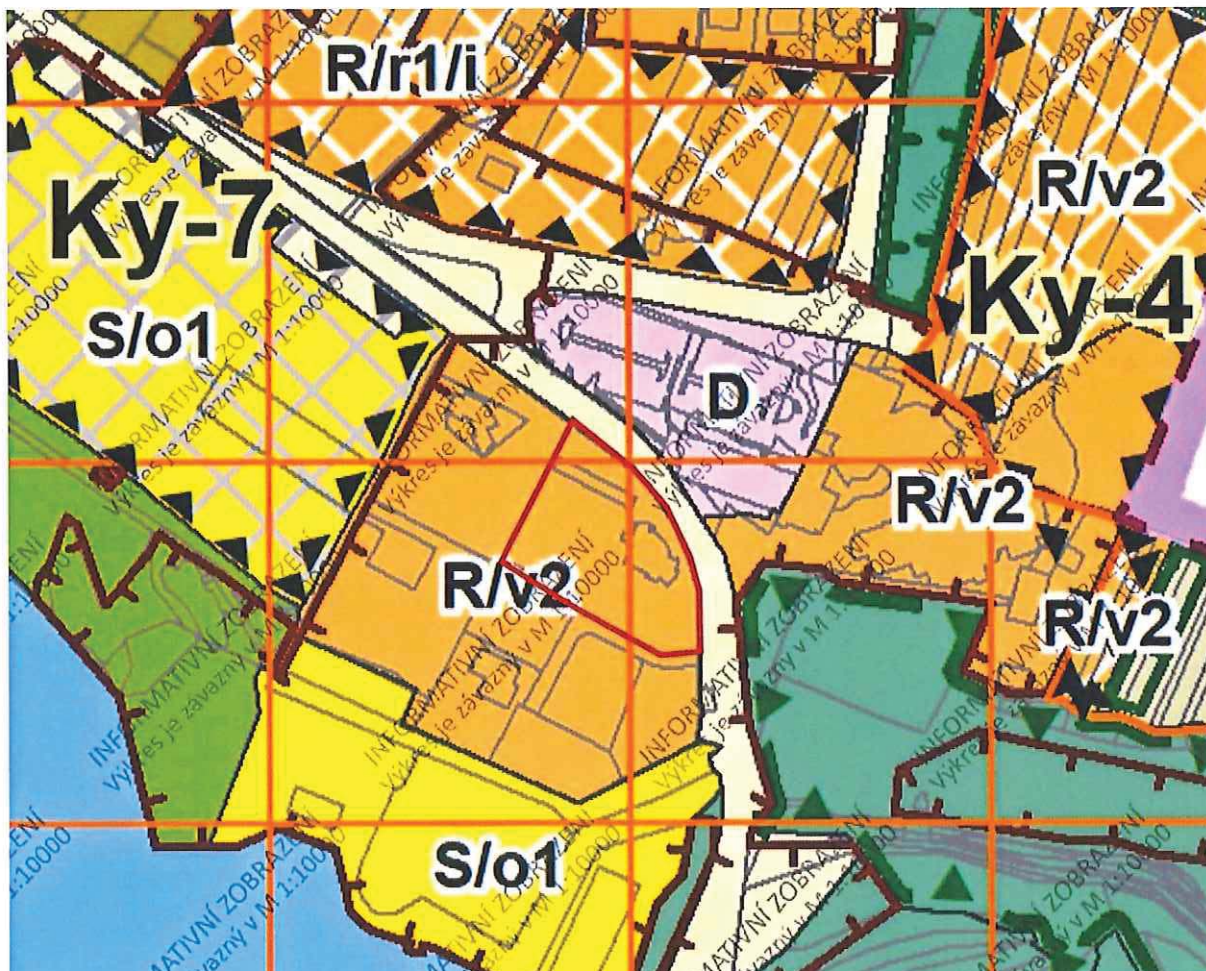 R/r1/i
R/v2
Ky-7
Ky-4
S/o1
D
R/v2
R/v2
R/v2
S/o1
INFORMATIVNÍ ZOBRAZENÍ
Výkres je závazný v M 1:10000